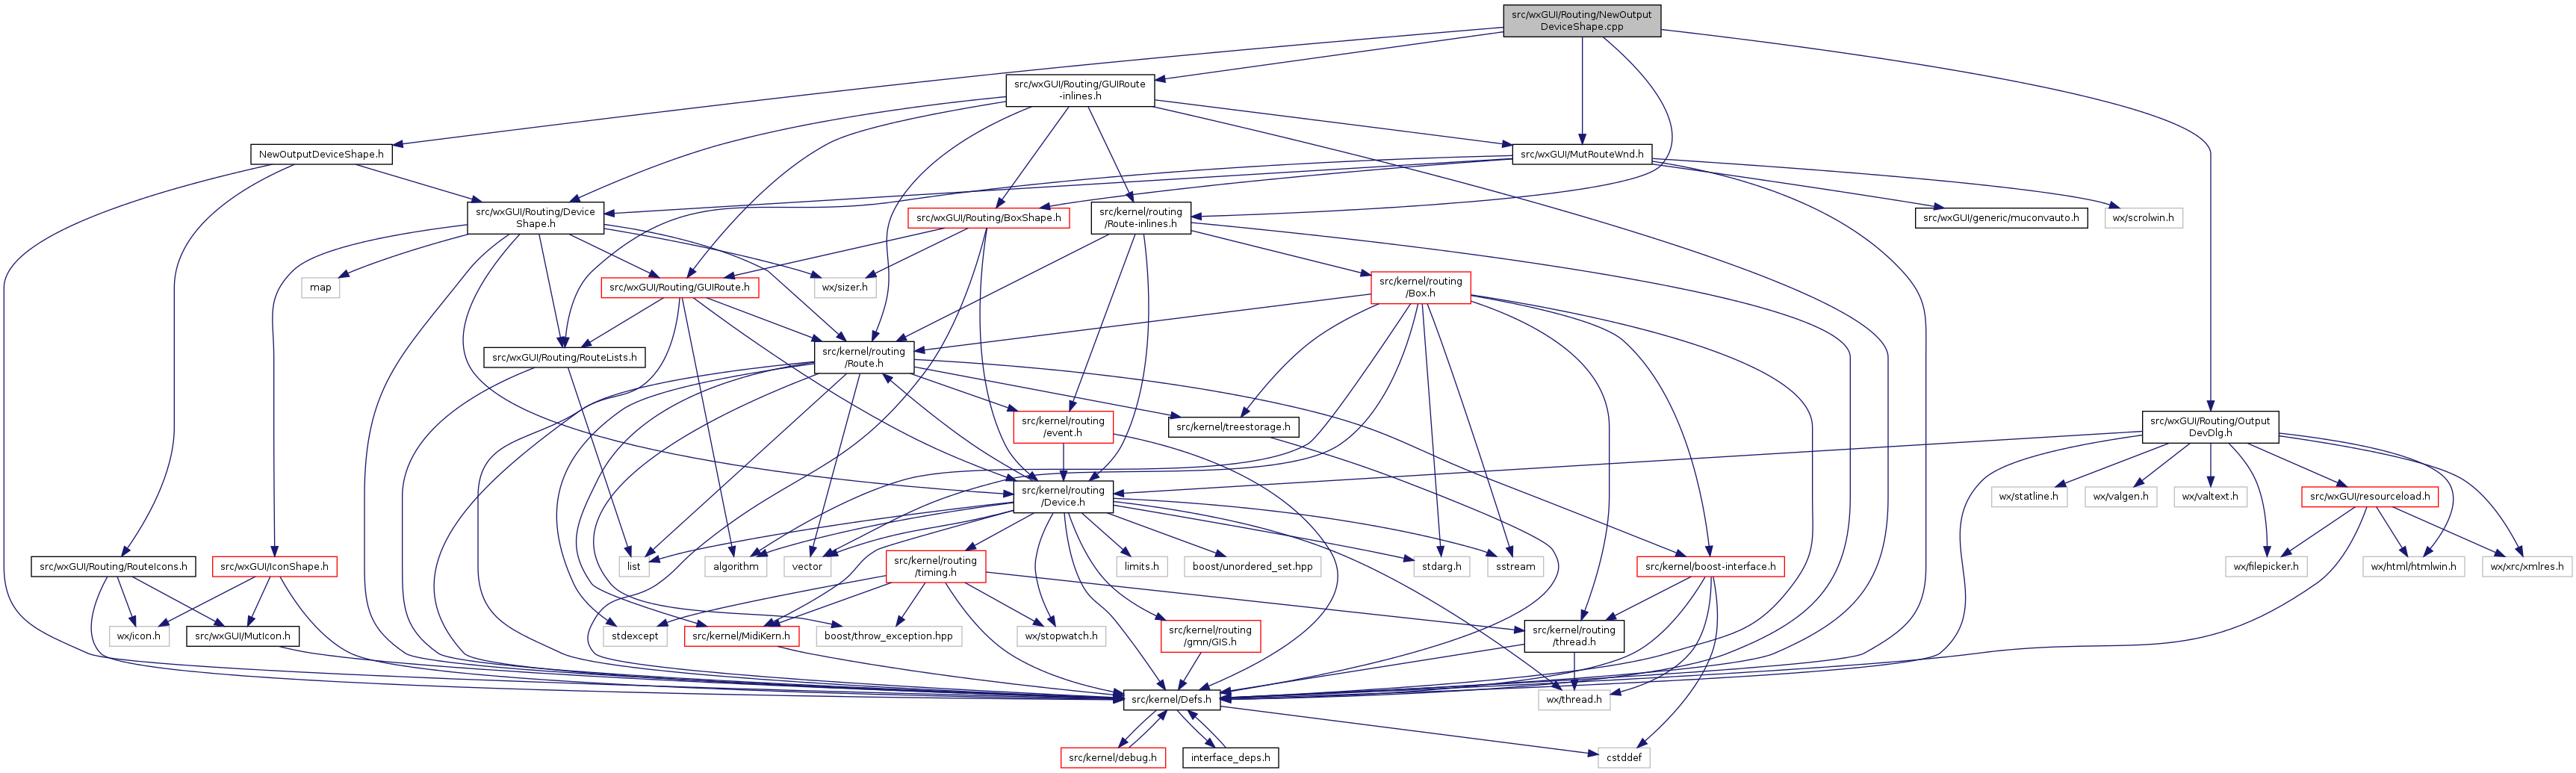 src/wxGUI/Routing/NewOutput
DeviceShape.cpp
src/wxGUI/Routing/GUIRoute
-inlines.h
NewOutputDeviceShape.h
src/wxGUI/MutRouteWnd.h
src/wxGUI/Routing/Device
Shape.h
src/wxGUI/Routing/BoxShape.h
src/kernel/routing
/Route-inlines.h
src/wxGUI/generic/muconvauto.h
wx/scrolwin.h
map
src/wxGUI/Routing/GUIRoute.h
wx/sizer.h
src/kernel/routing
/Box.h
src/wxGUI/Routing/RouteLists.h
src/kernel/routing
/Route.h
src/kernel/routing
/event.h
src/kernel/treestorage.h
src/wxGUI/Routing/Output
DevDlg.h
src/kernel/routing
/Device.h
wx/statline.h
wx/valgen.h
wx/valtext.h
src/wxGUI/resourceload.h
src/wxGUI/Routing/RouteIcons.h
src/wxGUI/IconShape.h
list
algorithm
vector
src/kernel/routing
/timing.h
limits.h
boost/unordered_set.hpp
stdarg.h
sstream
src/kernel/boost-interface.h
wx/filepicker.h
wx/html/htmlwin.h
wx/xrc/xmlres.h
wx/icon.h
src/wxGUI/MutIcon.h
stdexcept
src/kernel/MidiKern.h
boost/throw_exception.hpp
wx/stopwatch.h
src/kernel/routing
/gmn/GIS.h
src/kernel/routing
/thread.h
src/kernel/Defs.h
wx/thread.h
src/kernel/debug.h
interface_deps.h
cstddef